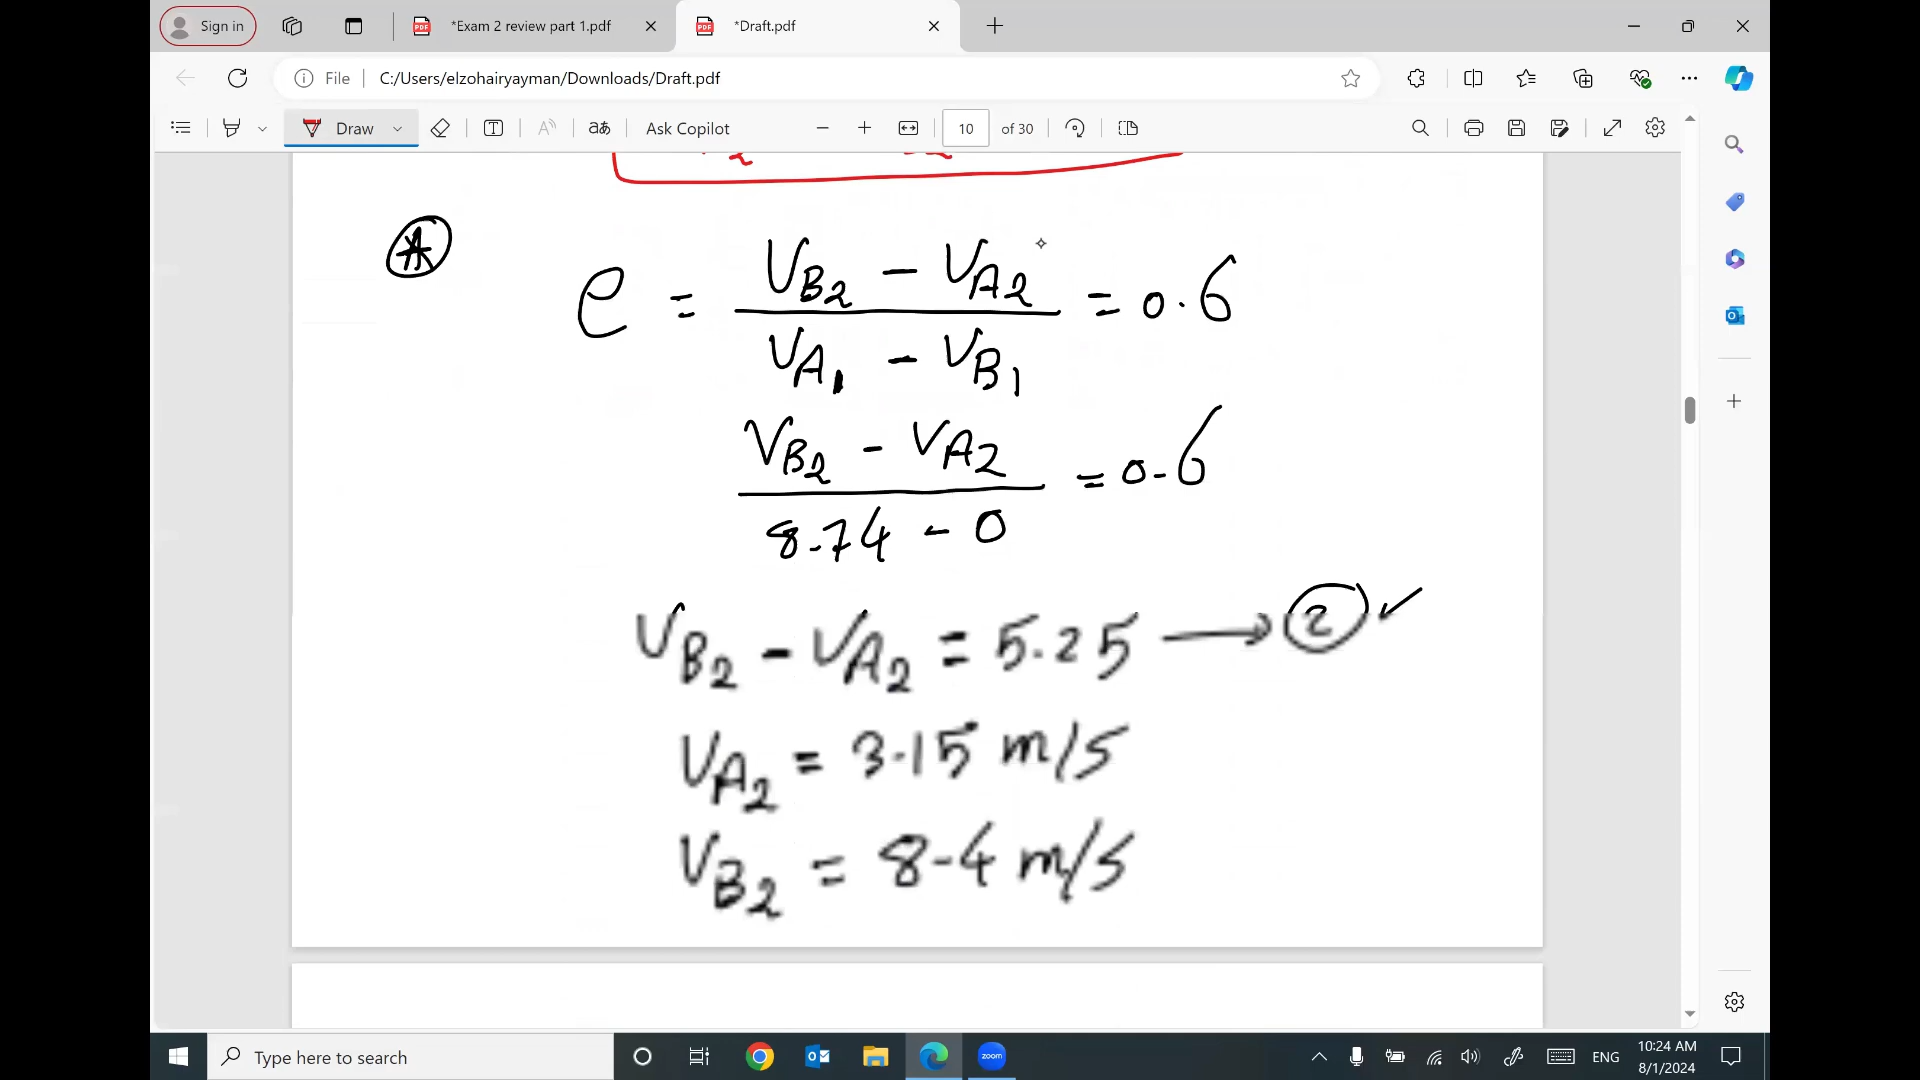 Sign in
*Exam 2 review part 1.pdf
*Draft.pdf
File
C:/Users/elzohairyayman/Downloads/Draft.pdf
Draw
Ask Copilot
10 of 30
e = (VB2 - VA2) / (VA1 - VB1) = 0.6
(VB2 - VA2) / (8.74 - 0) = 0.6
VB2 - VA2 = 5.25 → 2 ✓
VA2 = 3.15 m/s
VB2 = 8.4 m/s
Type here to search
zoom
ENG
10:24 AM
8/1/2024